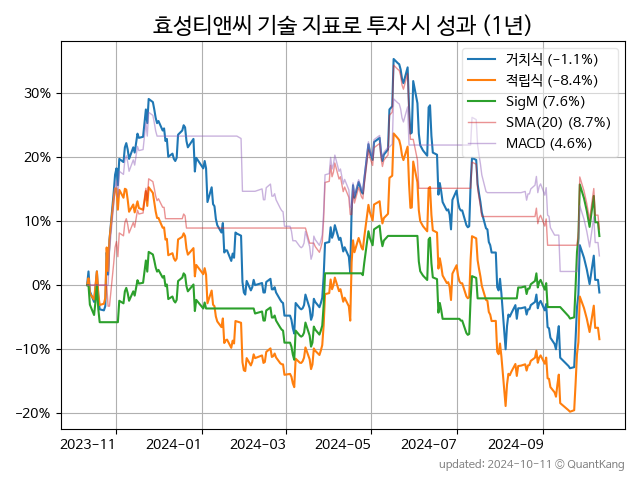 효성티앤씨 기술 지표로 투자 시 성과 (1년)
거치식 (-1.1%)
적립식 (-8.4%)
SigM (7.6%)
SMA(20) (8.7%)
MACD (4.6%)
30%
20%
10%
0%
-10%
-20%
2023-11 2024-01 2024-03 2024-05 2024-07 2024-09
updated: 2024-10-11 © QuantKang